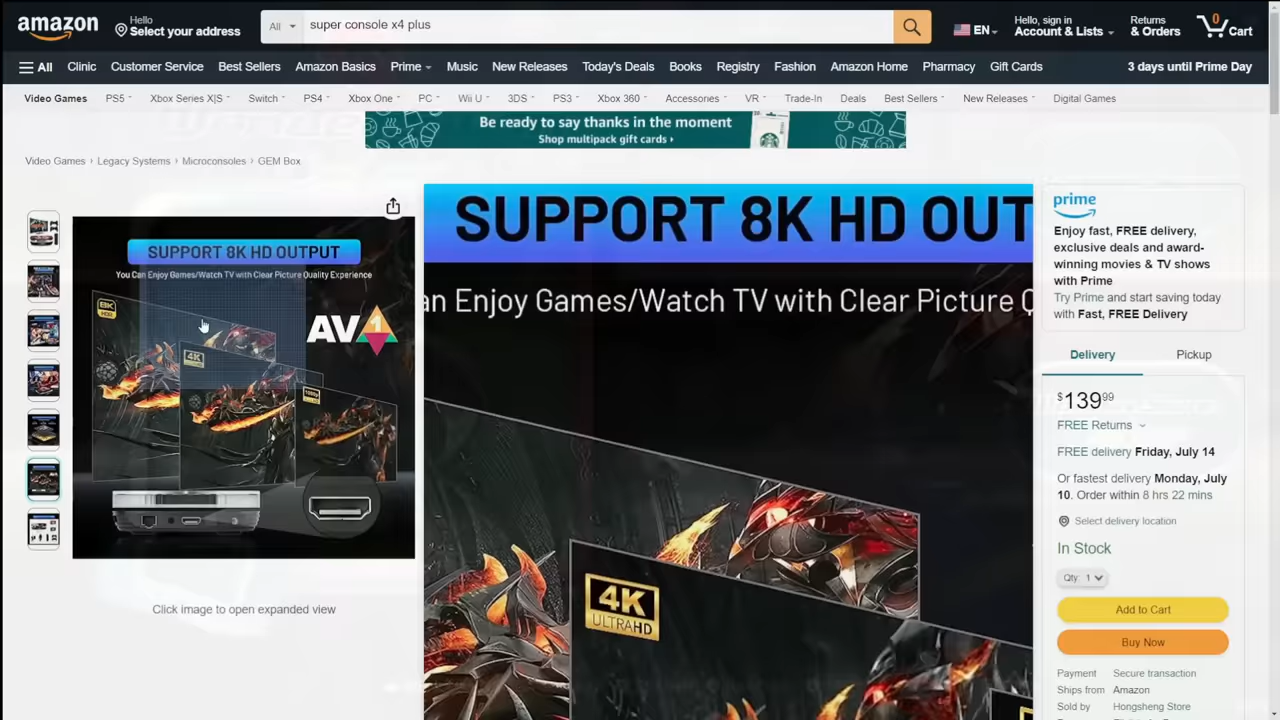 amazon
Hello
Select your address
All
super console x4 plus
EN
Hello, sign in
Account & Lists
Returns
& Orders
0
Cart
All
Clinic
Customer Service
Best Sellers
Amazon Basics
Prime
Music
New Releases
Today's Deals
Books
Registry
Fashion
Amazon Home
Pharmacy
Gift Cards
3 days until Prime Day
Video Games
PS5
Xbox Series X|S
Switch
PS4
Xbox One
PC
Wii U
3DS
PS3
Xbox 360
Accessories
VR
Trade-In
Deals
Best Sellers
New Releases
Digital Games
Be ready to say thanks in the moment
Shop multipack gift cards ›
Video Games › Legacy Systems › Microconsoles › GEM Box
SUPPORT 8K HD OUTPUT
You Can Enjoy Games/Watch TV with Clear Picture Quality Experience
AV1
4K
Click image to open expanded view
SUPPORT 8K HD OUT
an Enjoy Games/Watch TV with Clear Picture Q
4K
ULTRAHD
prime
Enjoy fast, FREE delivery,
exclusive deals and award-
winning movies & TV shows
with Prime
Try Prime and start saving today
with Fast, FREE Delivery
Delivery
Pickup
$139.99
FREE Returns
FREE delivery Friday, July 14
Or fastest delivery Monday, July
10. Order within 8 hrs 22 mins
Select delivery location
In Stock
Qty: 1
Add to Cart
Buy Now
Payment Secure transaction
Ships from Amazon
Sold by Hongsheng Store